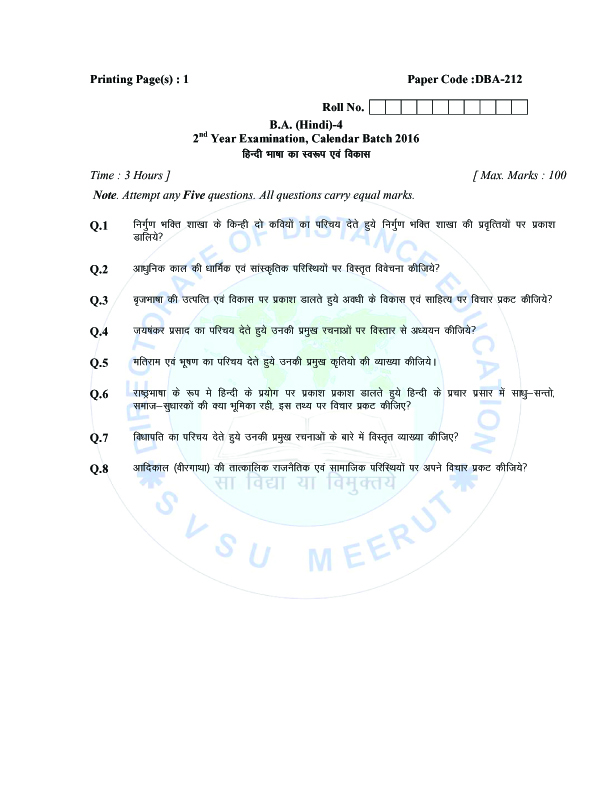 Printing Page(s) : 1 Paper Code :DBA-212
Roll No.
B.A. (Hindi)-4
2nd Year Examination, Calendar Batch 2016
हिन्दी भाषा का स्वरूप एवं विकास
Time : 3 Hours ] [ Max. Marks : 100
Note. Attempt any Five questions. All questions carry equal marks.
Q.1 निर्गुण भक्ति शाखा के किन्ही दो कवियों का परिचय देते हुये निर्गुण भक्ति शाखा की प्रवृत्तियों पर प्रकाश
डालिये?
Q.2 आधुनिक काल की धार्मिक एवं सांस्कृतिक परिस्थियों पर विस्तृत विवेचना कीजिये?
Q.3 बृजभाषा की उत्पत्ति एवं विकास पर प्रकाश डालते हुये अवधी के विकास एवं साहित्य पर विचार प्रकट कीजिये?
Q.4 जयषंकर प्रसाद का परिचय देते हुये उनकी प्रमुख रचनाओं पर विस्तार से अध्ययन कीजिये?
Q.5 मतिराम एवं भूषण का परिचय देते हुये उनकी प्रमुख कृतियो की व्याख्या कीजिये।
Q.6 राष्ठ्रभाषा के रूप मे हिन्दी के प्रयोग पर प्रकाश प्रकाश डालते हुये हिन्दी के प्रचार प्रसार में साधु–सन्तो,
समाज–सुधारकों की क्या भूमिका रही, इस तथ्य पर विचार प्रकट कीजिए?
Q.7 विधापति का परिचय देते हुये उनकी प्रमुख रचनाओं के बारे में विस्तृत व्याख्या कीजिए?
Q.8 आदिकाल (वीरगाथा) की तात्कालिक राजनैतिक एवं सामाजिक परिस्थियों पर अपने विचार प्रकट कीजिये?
DIRECTORATE OF DISTANCE EDUCATION
सा विद्या या विमुक्तये
SVSU MEERUT